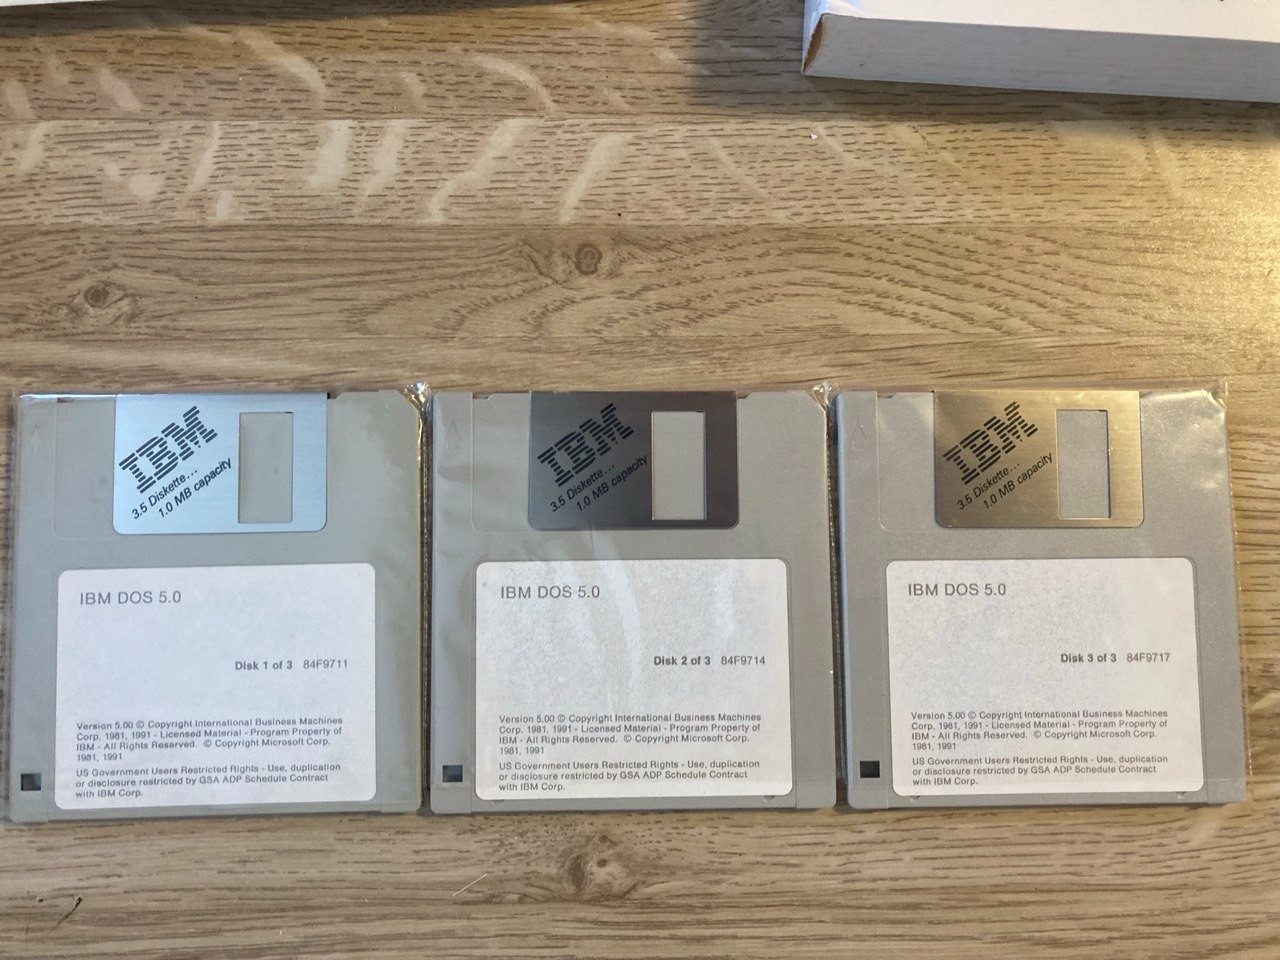 IBM
3.5 Diskette...
1.0 MB capacity
IBM DOS 5.0
Disk 1 of 3 84F9711
Version 5.00 © Copyright International Business Machines
Corp. 1981, 1991 - Licensed Material - Program Property of
IBM - All Rights Reserved. © Copyright Microsoft Corp.
1981, 1991
US Government Users Restricted Rights - Use, duplication
or disclosure restricted by GSA ADP Schedule Contract
with IBM Corp.
IBM
3.5 Diskette...
1.0 MB capacity
IBM DOS 5.0
Disk 2 of 3 84F9714
Version 5.00 © Copyright International Business Machines
Corp. 1981, 1991 - Licensed Material - Program Property of
IBM - All Rights Reserved. © Copyright Microsoft Corp.
1981, 1991
US Government Users Restricted Rights - Use, duplication
or disclosure restricted by GSA ADP Schedule Contract
with IBM Corp.
IBM
3.5 Diskette...
1.0 MB capacity
IBM DOS 5.0
Disk 3 of 3 84F9717
Version 5.00 © Copyright International Business Machines
Corp. 1981, 1991 - Licensed Material - Program Property of
IBM - All Rights Reserved. © Copyright Microsoft Corp.
1981, 1991
US Government Users Restricted Rights - Use, duplication
or disclosure restricted by GSA ADP Schedule Contract
with IBM Corp.